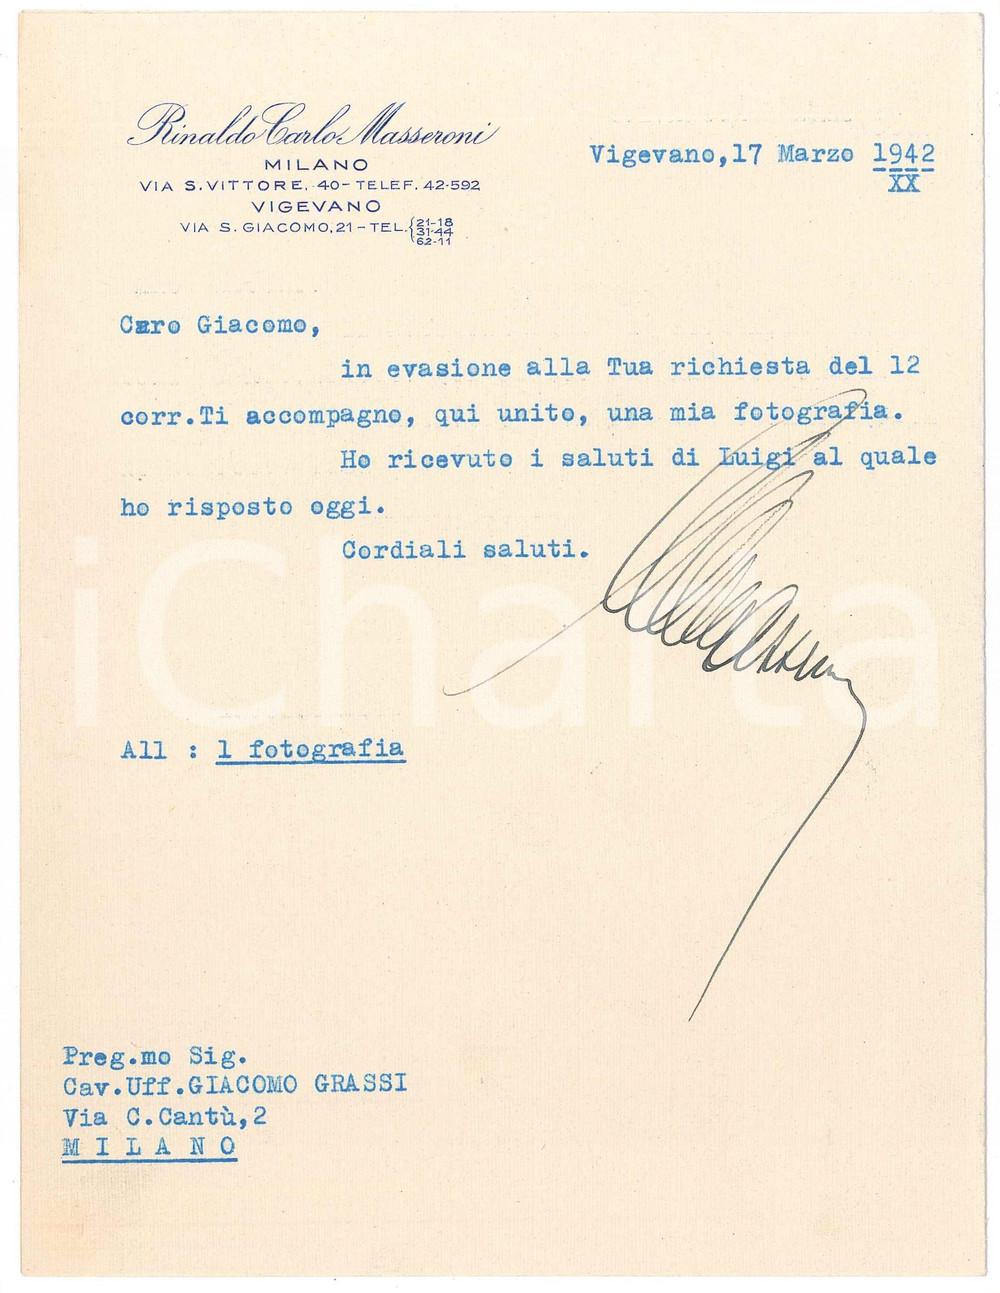 Rinaldo Carlo Masseroni
MILANO
VIA S. VITTORE, 40 - TELEF. 42-592
VIGEVANO
VIA S. GIACOMO, 21 - TEL. { 21-18
31-44
62-11
Vigevano,17 Marzo 1942
XX
Caro Giacomo,
in evasione alla Tua richiesta del 12
corr.Ti accompagno, qui unito, una mia fotografia.
Ho ricevuto i saluti di Luigi al quale
ho risposto oggi.
Cordiali saluti.
iCharta
All : 1 fotografia
Preg.mo Sig.
Cav.Uff.GIACOMO GRASSI
Via C.Cantù,2
M I L A N O